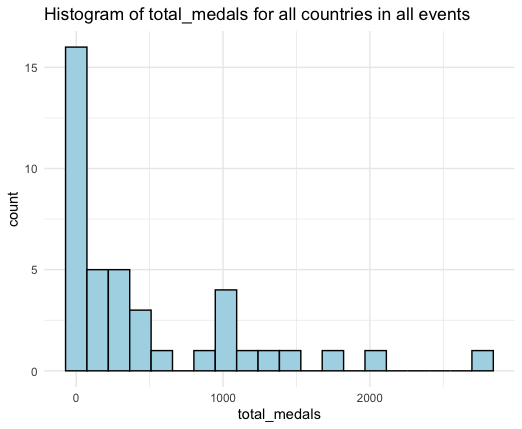 Histogram of total_medals for all countries in all events
15
10
5
0
count
0 1000 2000
total_medals